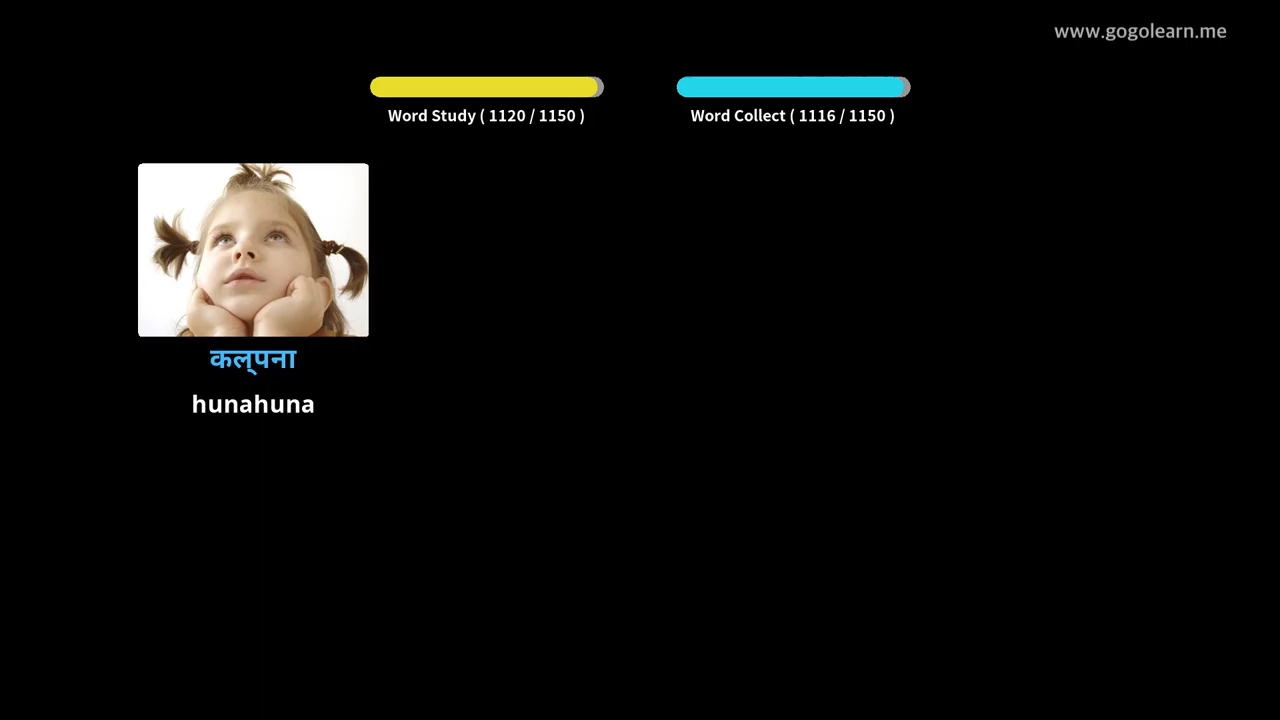 www.gogolearn.me
Word Study ( 1120 / 1150 )
Word Collect ( 1116 / 1150 )
कल्पना
hunahuna